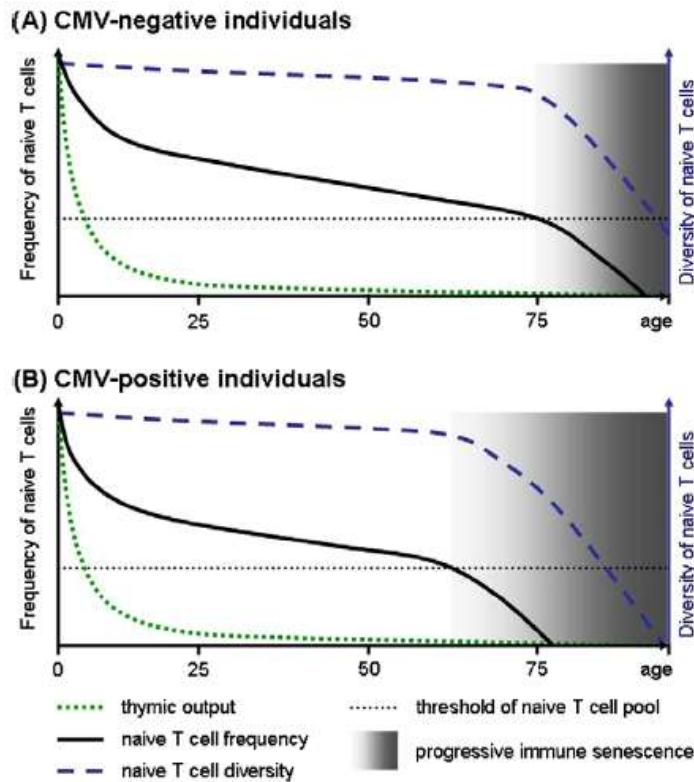 (A) CMV-negative individuals
Frequency of naive T cells
Diversity of naive T cells
0 25 50 75 age
(B) CMV-positive individuals
Frequency of naive T cells
Diversity of naive T cells
0 25 50 75 age
thymic output
threshold of naive T cell pool
naive T cell frequency
progressive immune senescence
naive T cell diversity